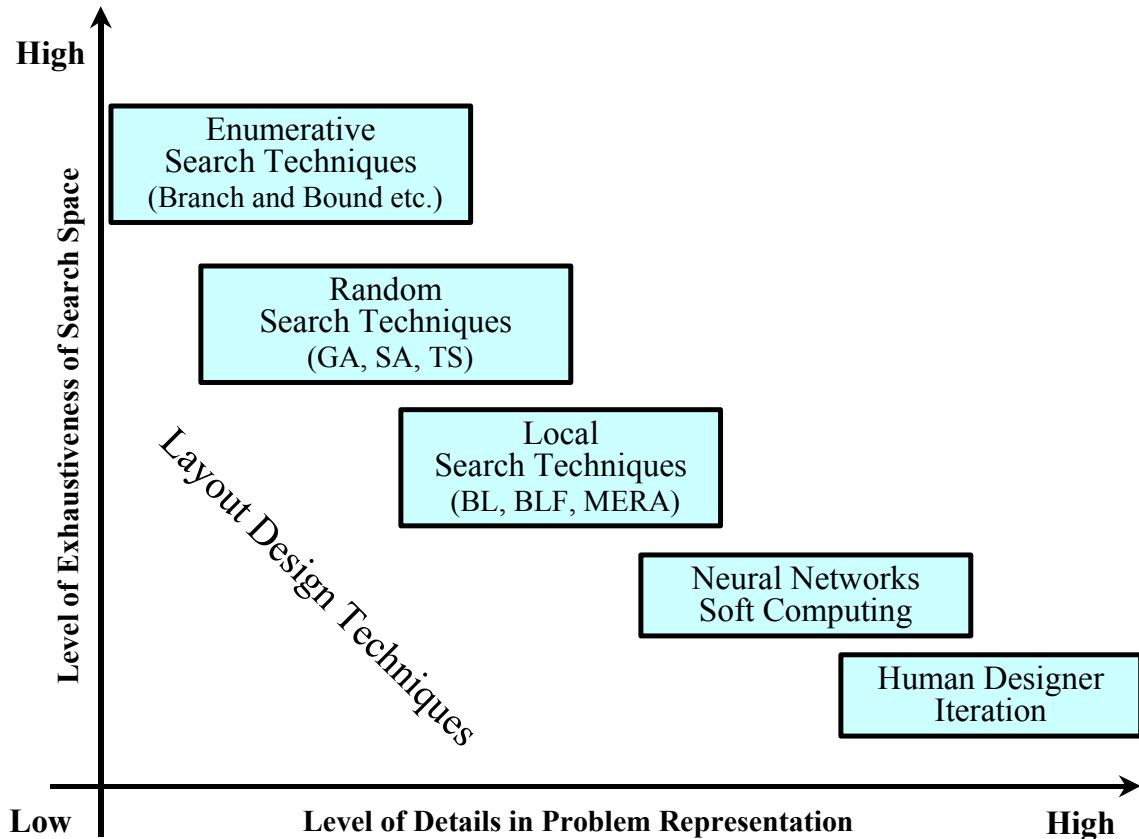 High
Level of Exhaustiveness of Search Space
Enumerative
Search Techniques
(Branch and Bound etc.)
Random
Search Techniques
(GA, SA, TS)
Local
Search Techniques
(BL, BLF, MERA)
Layout Design Techniques
Neural Networks
Soft Computing
Human Designer
Iteration
Low
Level of Details in Problem Representation
High